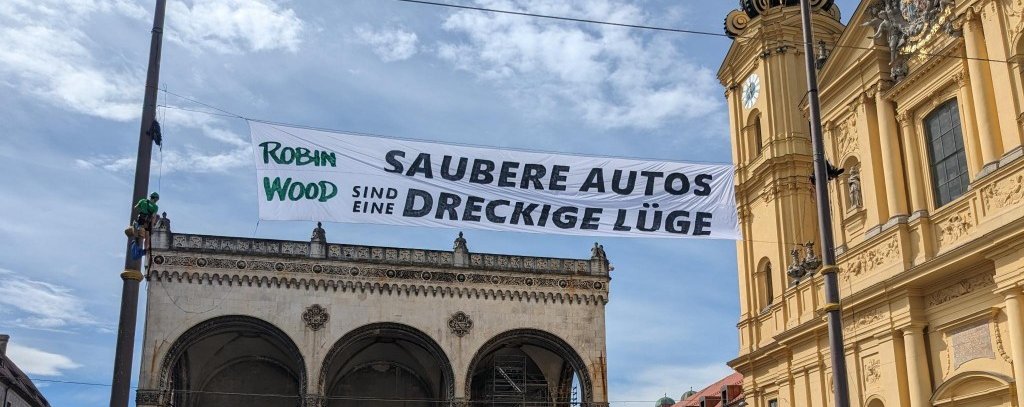 ROBIN
WOOD
SAUBERE AUTOS
SIND
EINE
DRECKIGE LÜGE